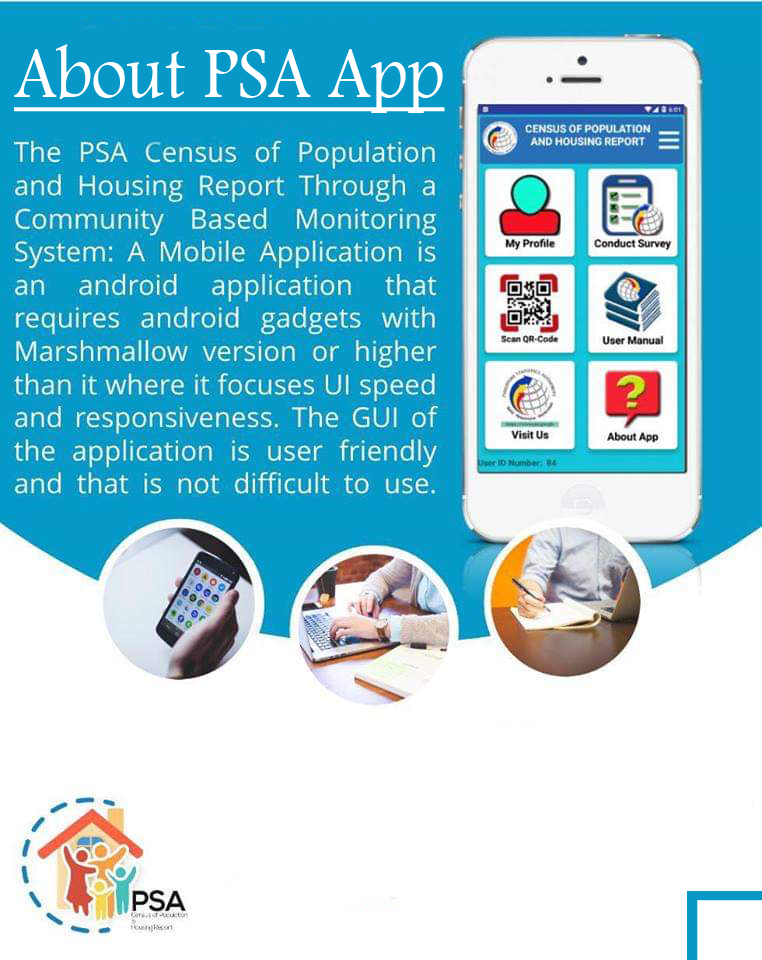 About PSA App
The PSA Census of Population
and Housing Report Through a
Community Based Monitoring
System: A Mobile Application is
an android application that
requires android gadgets with
Marshmallow version or higher
than it where it focuses UI speed
and responsiveness. The GUI of
the application is user friendly
and that is not difficult to use.
6:01
CENSUS OF POPULATION
AND HOUSING REPORT
My Profile
Conduct Survey
Scan QR-Code
User Manual
PHILIPPINE STATISTICS AUTHORITY
Visit Us
About App
User ID Number: 84
PSA
Census of Population
&
Housing Report